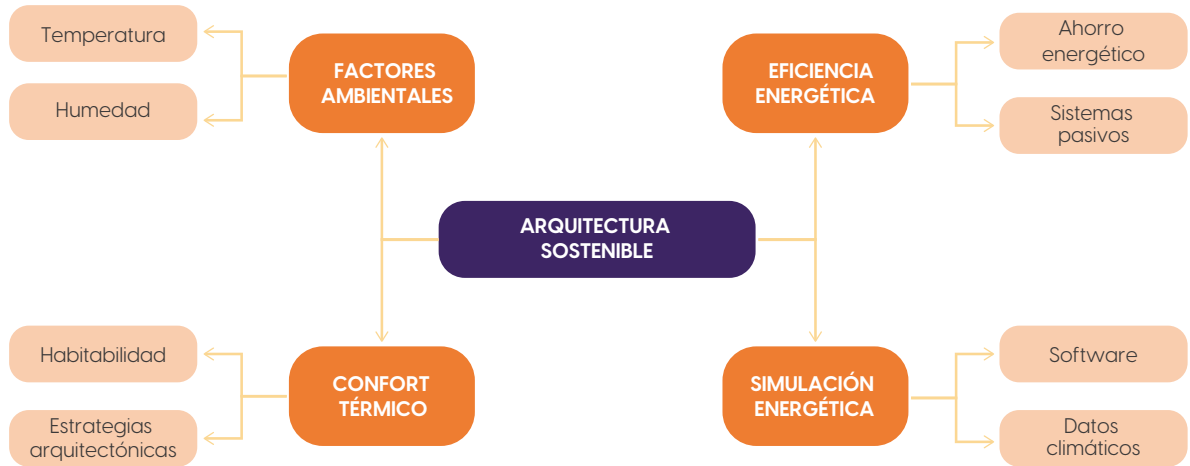 Temperatura
Humedad
FACTORES
AMBIENTALES
EFICIENCIA
ENERGÉTICA
Ahorro
energético
Sistemas
pasivos
ARQUITECTURA
SOSTENIBLE
Habitabilidad
Estrategias
arquitectónicas
CONFORT
TÉRMICO
SIMULACIÓN
ENERGÉTICA
Software
Datos
climáticos